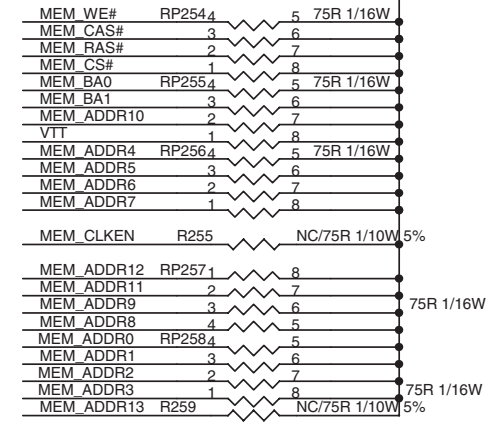 MEM_WE# RP254 4 5 75R 1/16W
MEM_CAS# 3 6
MEM_RAS# 2 7
MEM_CS# 1 8
MEM_BA0 RP255 4 5 75R 1/16W
MEM_BA1 3 6
MEM_ADDR10 2 7
VTT 1 8
MEM_ADDR4 RP256 4 5 75R 1/16W
MEM_ADDR5 3 6
MEM_ADDR6 2 7
MEM_ADDR7 1 8
MEM_CLKEN R255 NC/75R 1/10W 5%
MEM_ADDR12 RP257 1 8
MEM_ADDR11 2 7
MEM_ADDR9 3 6 75R 1/16W
MEM_ADDR8 4 5
MEM_ADDR0 RP258 4 5
MEM_ADDR1 3 6
MEM_ADDR2 2 7
MEM_ADDR3 1 8 75R 1/16W
MEM_ADDR13 R259 NC/75R 1/10W 5%